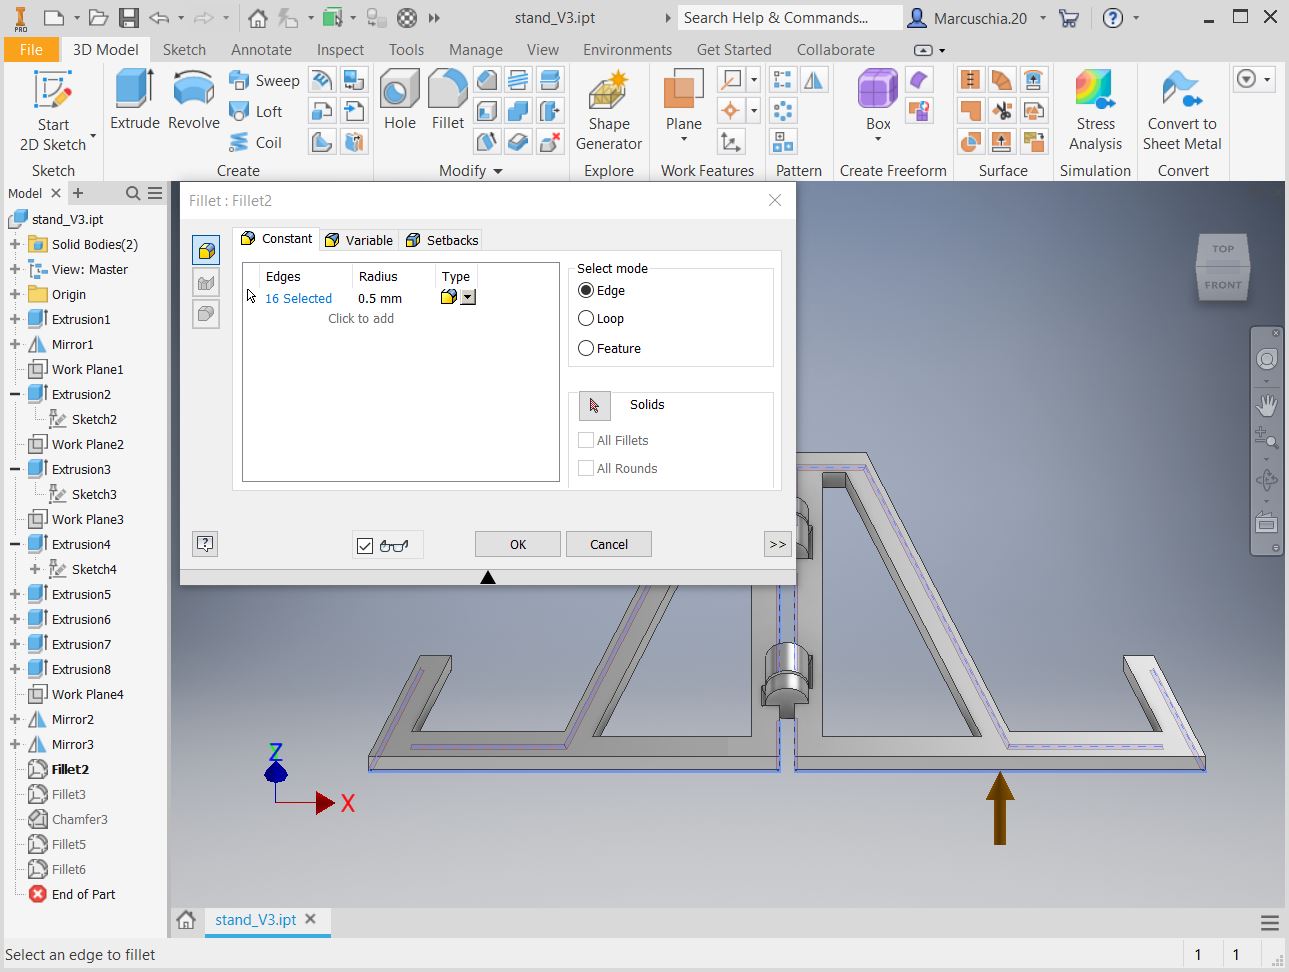 PRO
stand_V3.ipt
Search Help & Commands...
Marcuschia.20
File
3D Model
Sketch
Annotate
Inspect
Tools
Manage
View
Environments
Get Started
Collaborate
Start
2D Sketch
Extrude
Revolve
Sweep
Loft
Coil
Hole
Fillet
Shape
Generator
Plane
Box
Stress
Analysis
Convert to
Sheet Metal
Sketch
Create
Modify
Explore
Work Features
Pattern
Create Freeform
Surface
Simulation
Convert
Model
stand_V3.ipt
Solid Bodies(2)
View: Master
Origin
Extrusion1
Mirror1
Work Plane1
Extrusion2
Sketch2
Work Plane2
Extrusion3
Sketch3
Work Plane3
Extrusion4
Sketch4
Extrusion5
Extrusion6
Extrusion7
Extrusion8
Work Plane4
Mirror2
Mirror3
Fillet2
Fillet3
Chamfer3
Fillet5
Fillet6
End of Part
Fillet : Fillet2
Constant
Variable
Setbacks
Edges Radius Type
16 Selected 0.5 mm
Click to add
Select mode
Edge
Loop
Feature
Solids
All Fillets
All Rounds
OK
Cancel
>>
TOP
FRONT
Z
X
stand_V3.ipt
Select an edge to fillet
1 1